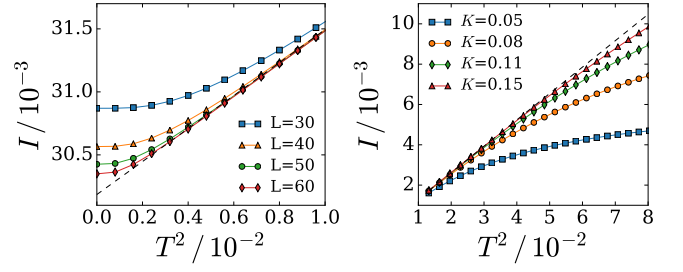 31.5
31.0
30.5
I / 10⁻³
0.0 0.2 0.4 0.6 0.8 1.0
T² / 10⁻²
L=30
L=40
L=50
L=60
10
8
6
4
2
I / 10⁻³
1 2 3 4 5 6 7 8
T² / 10⁻²
K=0.05
K=0.08
K=0.11
K=0.15